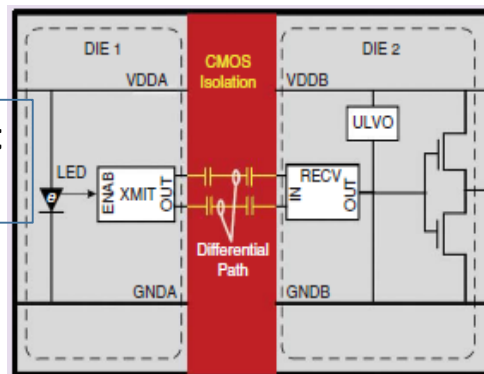 DIE 1
CMOS
Isolation
DIE 2
VDDA
VDDB
ULVO
:
LED
e
ENAB
XMIT
OUT
IN
RECV
OUT
Differential
Path
GNDA
GNDB